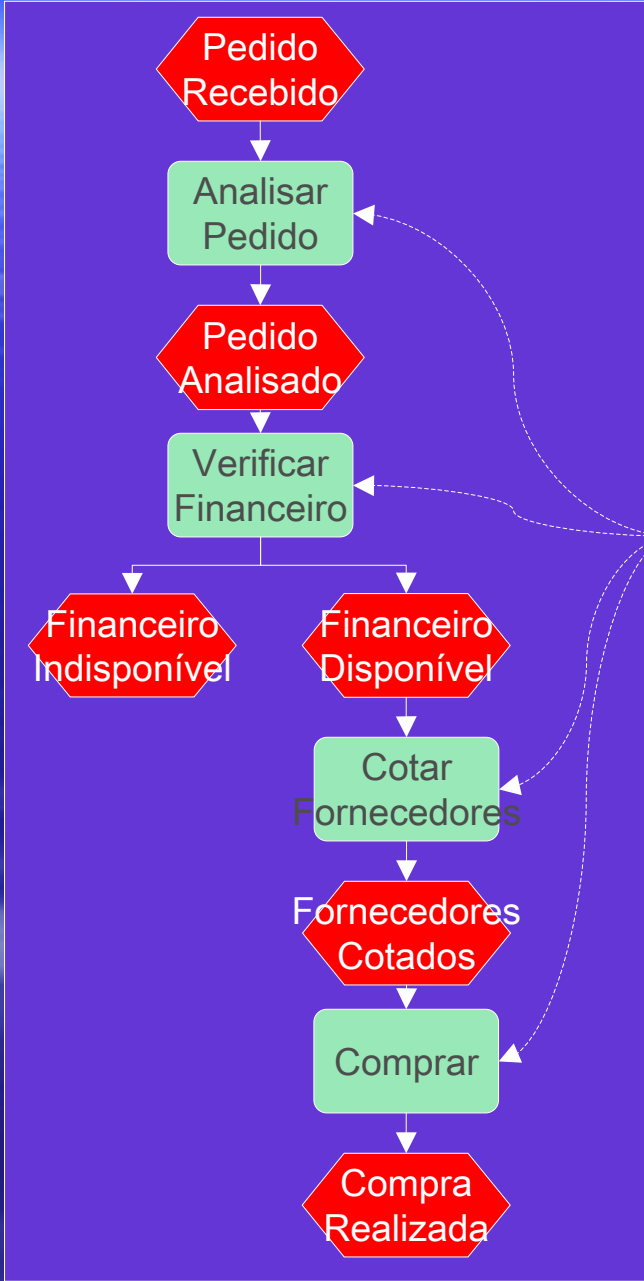 Pedido
Recebido
Analisar
Pedido
Pedido
Analisado
Verificar
Financeiro
Financeiro
Indisponível
Financeiro
Disponível
Cotar
Fornecedores
Fornecedores
Cotados
Comprar
Compra
Realizada